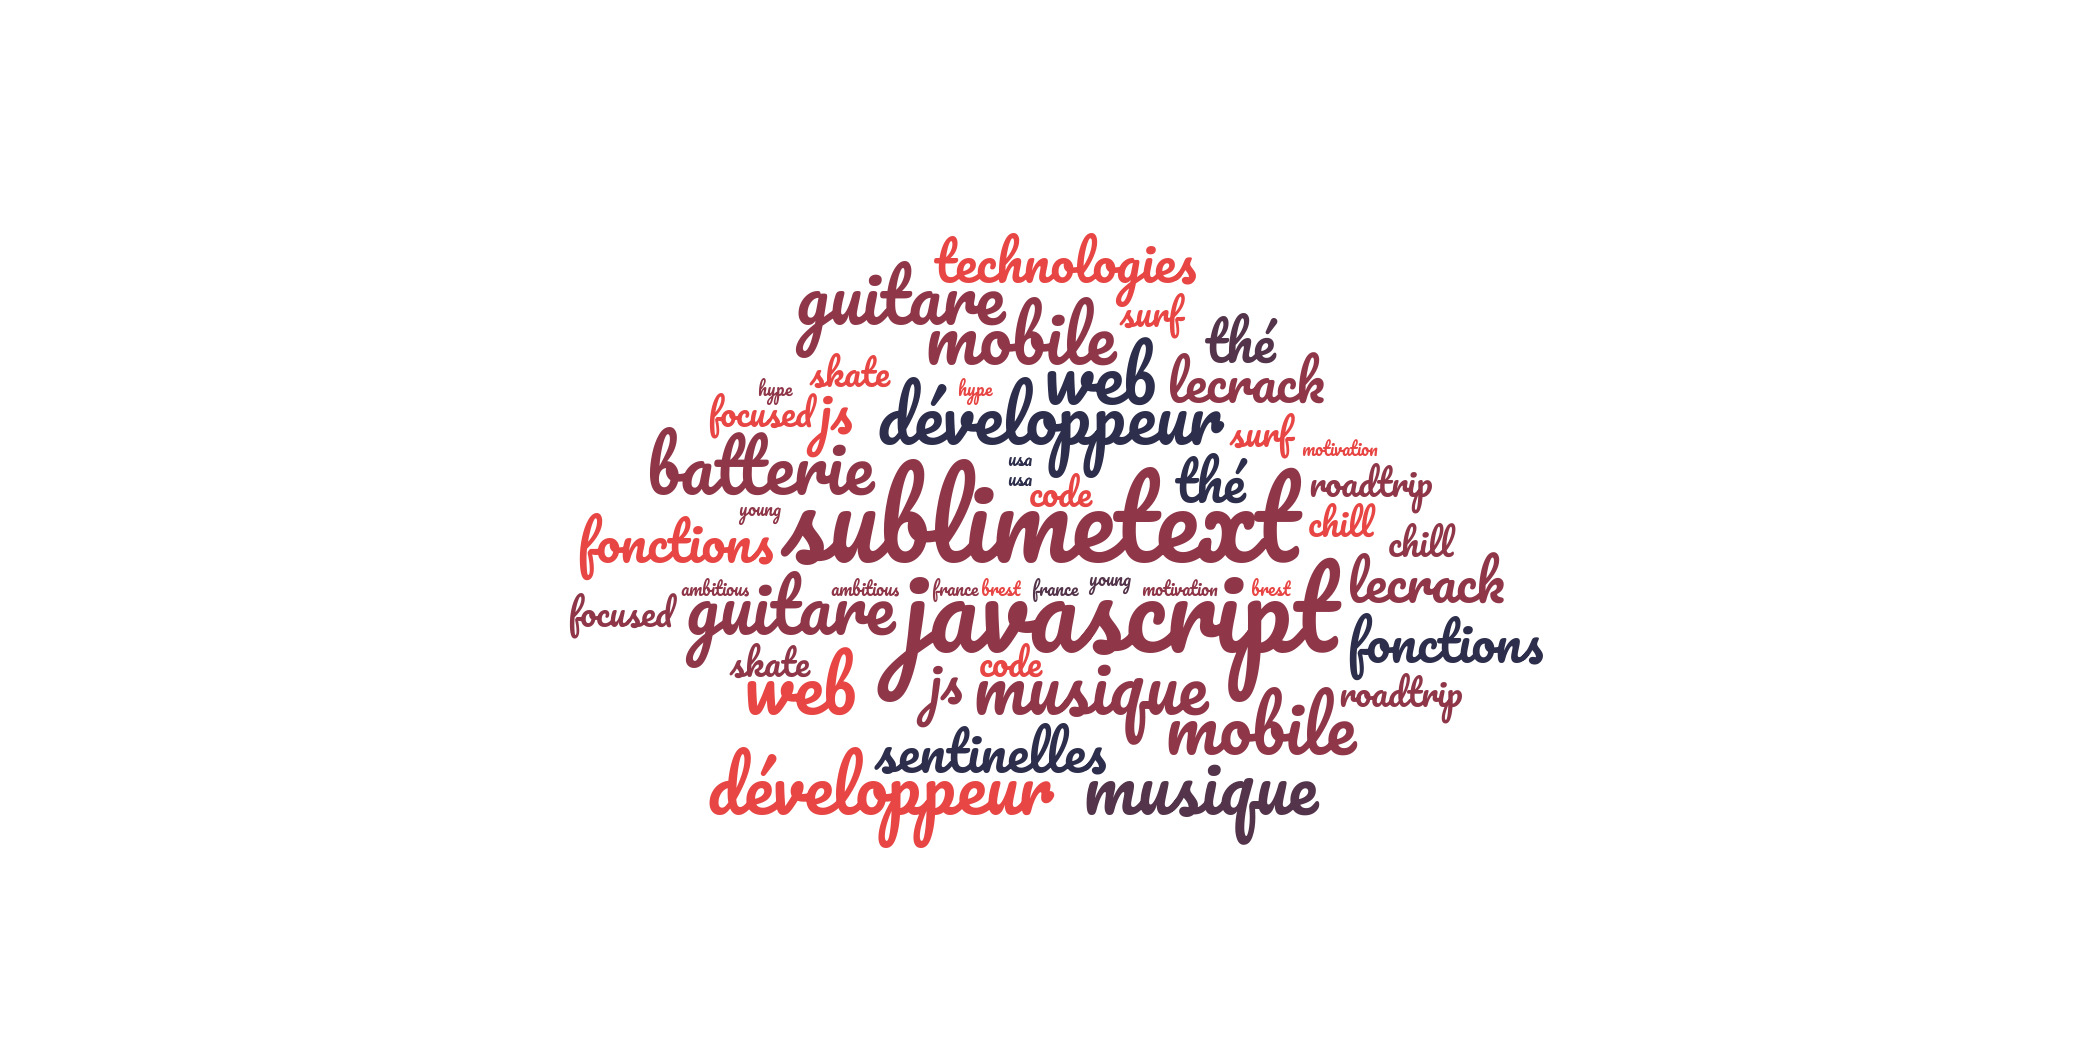 technologies
guitare
mobile
surf
thé
skate
hype
hype
web
lecrack
focused
js
développeur
surf
motivation
batterie
usa
usa
code
thé
roadtrip
young
sublimetext
chill
fonctions
chill
ambitious
ambitious
france
brest
france
young
motivation
brest
lecrack
focused
guitare
javascript
fonctions
skate
code
web
js
musique
roadtrip
mobile
sentinelles
développeur
musique